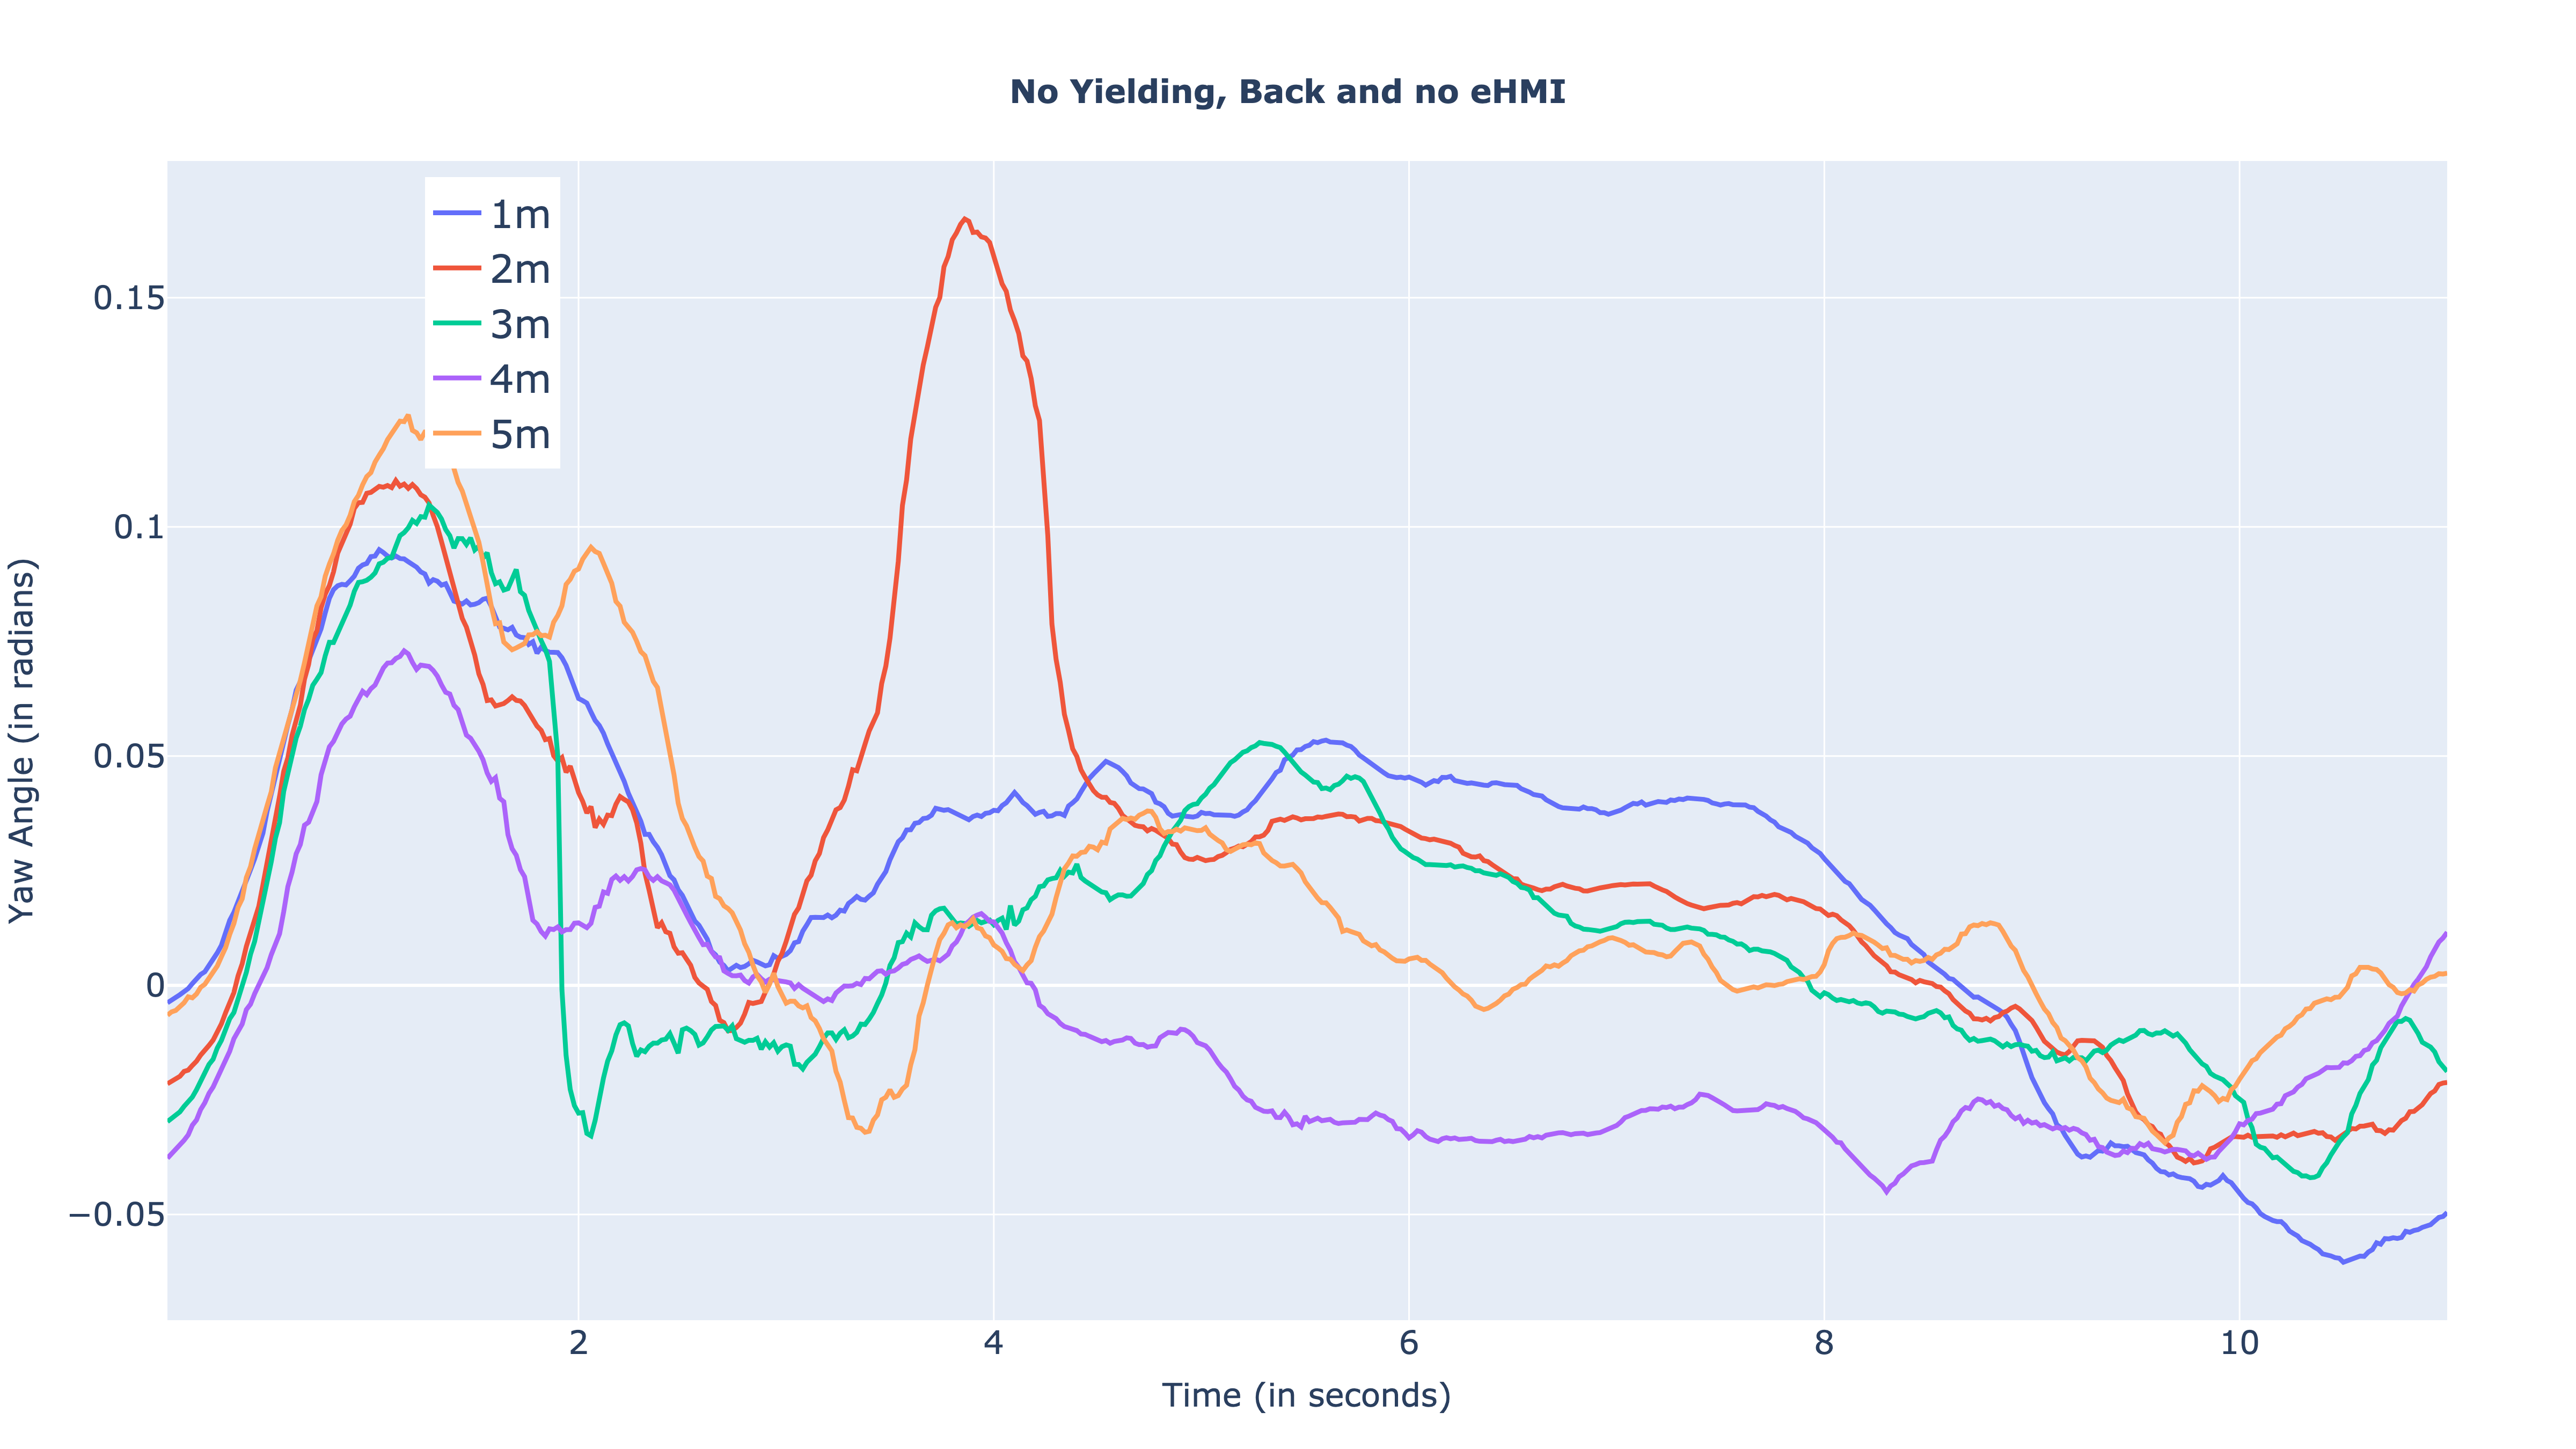 No Yielding, Back and no eHMI
1m
2m
3m
4m
5m
0.15
0.1
0.05
0
−0.05
2
4
6
8
10
Yaw Angle (in radians)
Time (in seconds)